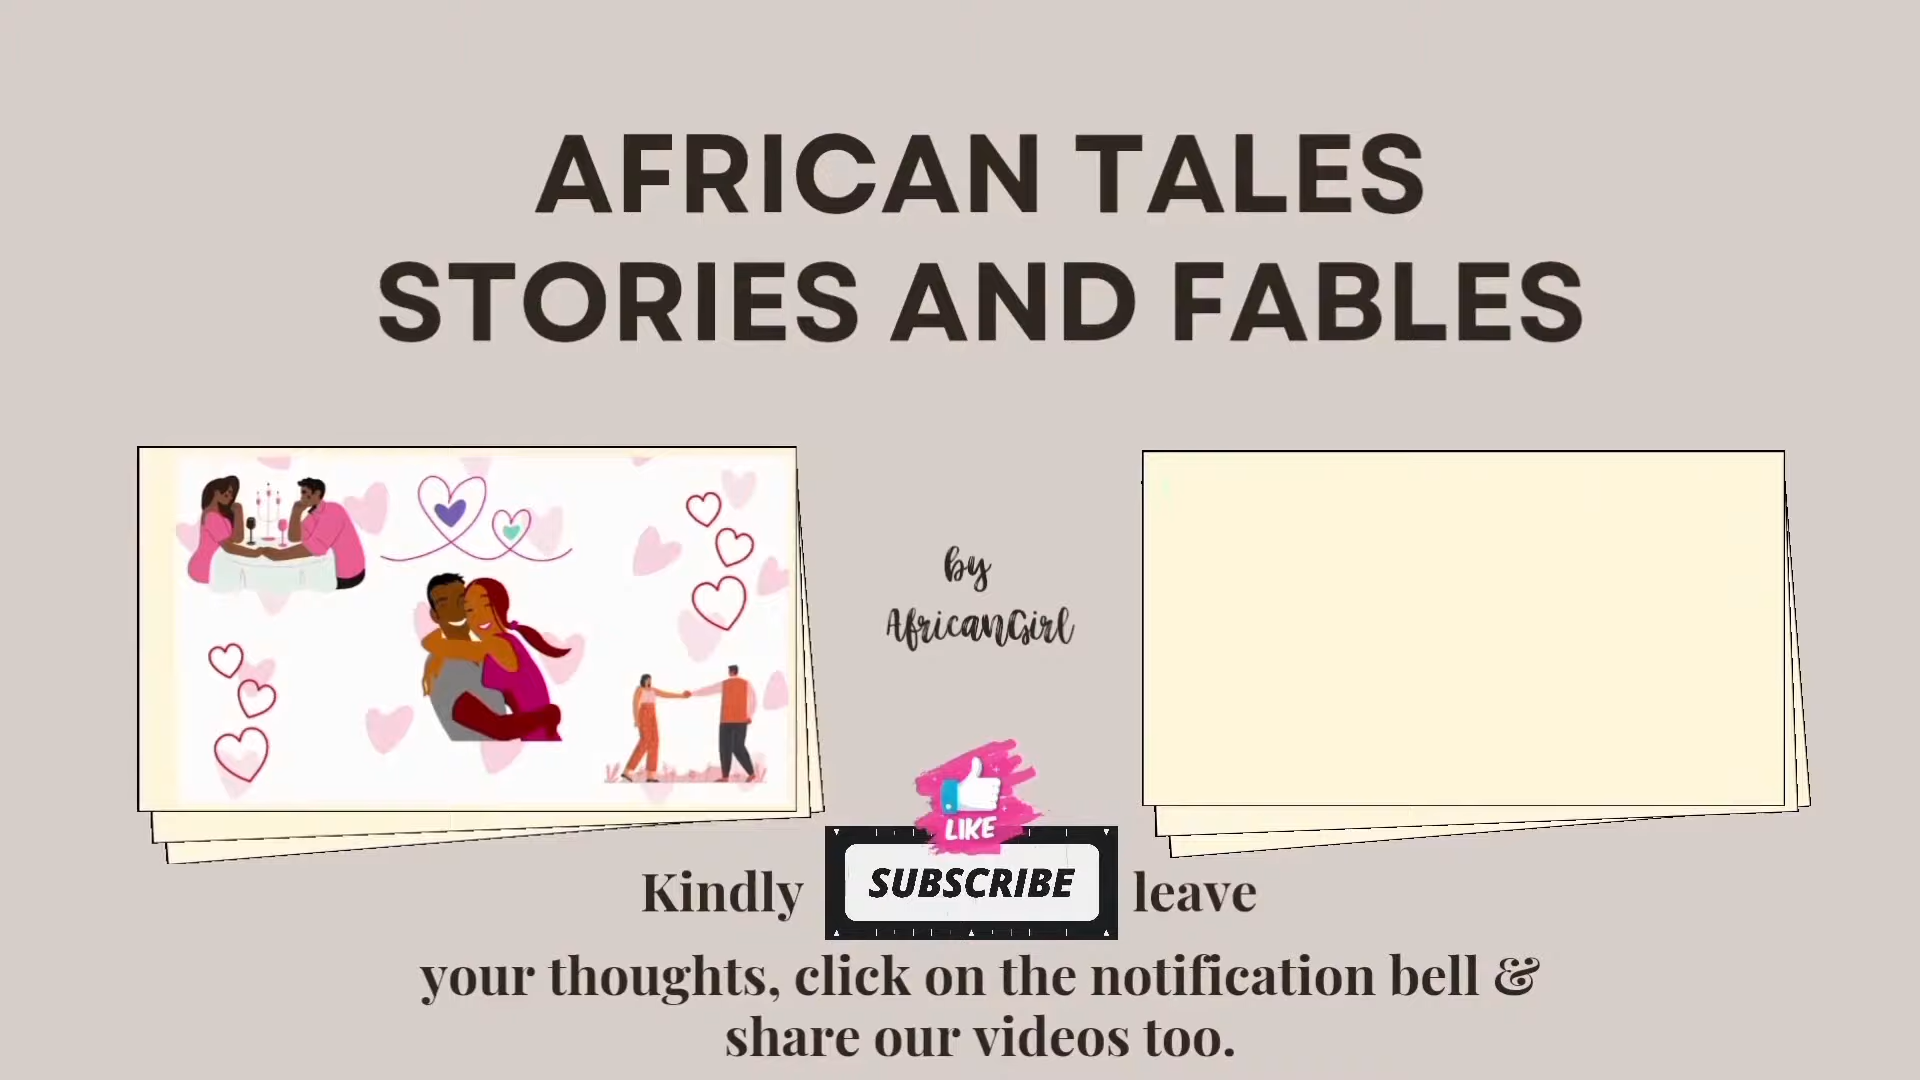 AFRICAN TALES
STORIES AND FABLES
by
AfricanGirl
LIKE
Kindly SUBSCRIBE leave
your thoughts, click on the notification bell &
share our videos too.